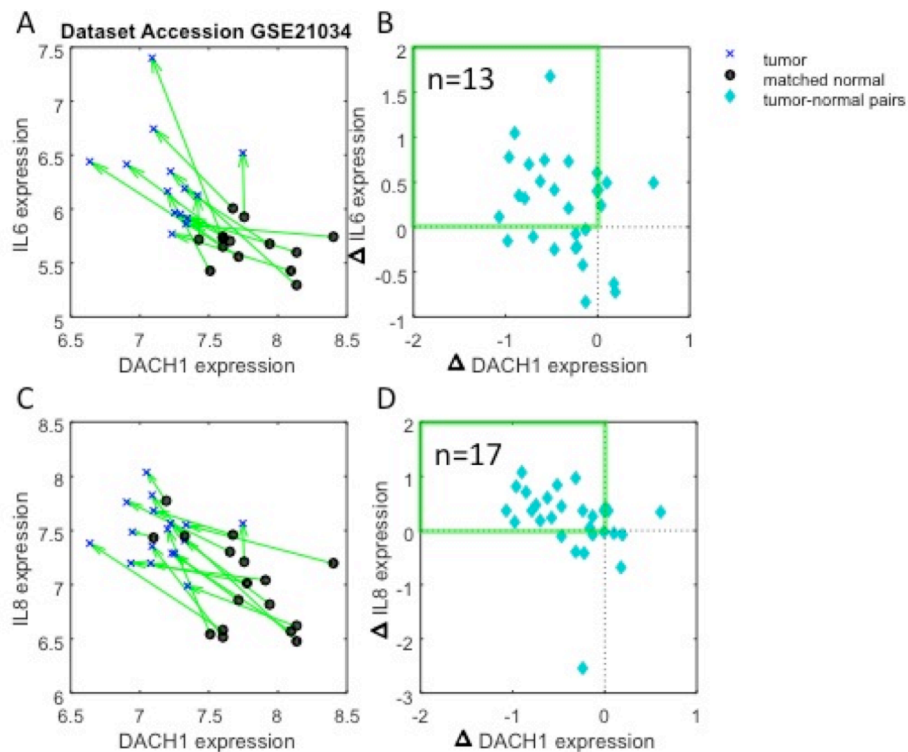 A
Dataset Accession GSE21034
7.5
7
6.5
6
5.5
5
IL6 expression
6.5 7 7.5 8 8.5
DACH1 expression
B
2
1.5
1
0.5
0
-0.5
-1
Δ IL6 expression
n=13
-2 -1 0 1
Δ DACH1 expression
tumor
matched normal
tumor-normal pairs
C
8.5
8
7.5
7
6.5
6
IL8 expression
6.5 7 7.5 8 8.5
DACH1 expression
D
2
1
0
-1
-2
-3
Δ IL8 expression
n=17
-2 -1 0 1
Δ DACH1 expression